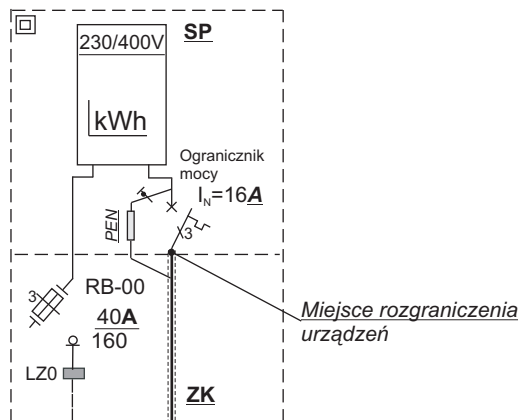 SP
230/400V
kWh
Ogranicznik
mocy
I_N=16A
PEN
3
3
RB-00
40A
160
Miejsce rozgraniczenia
urządzeń
LZ0
ZK